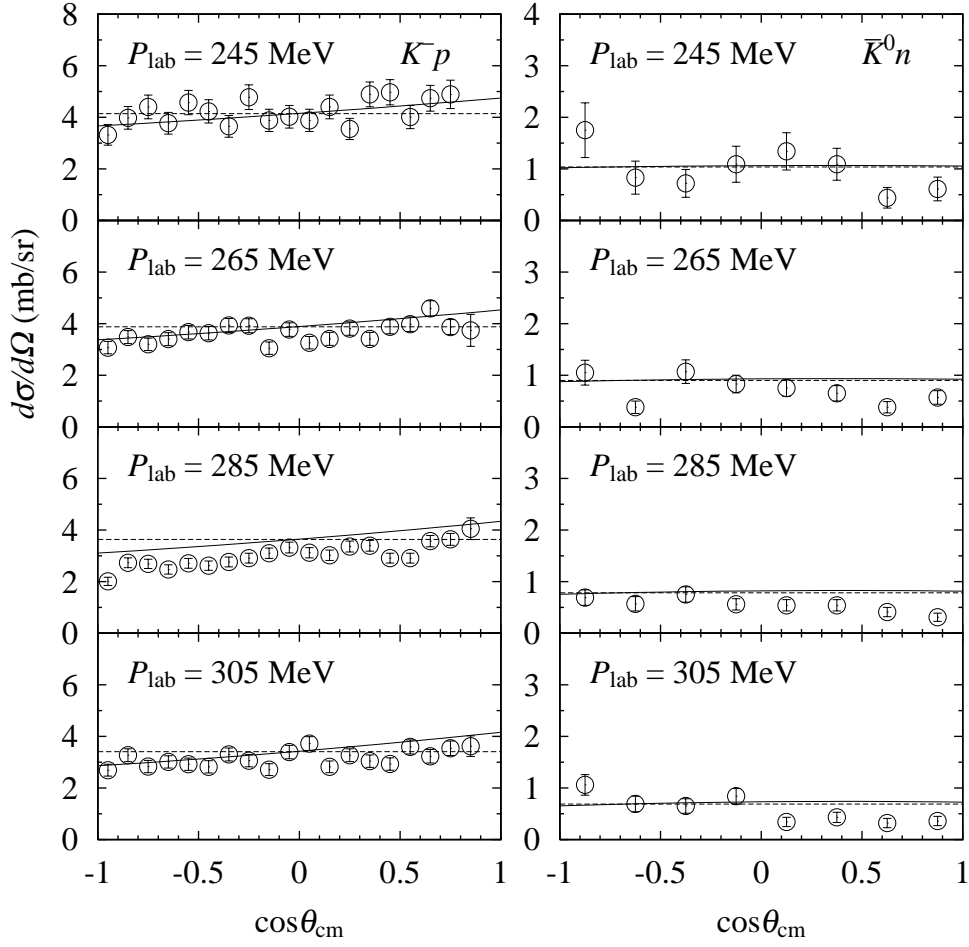 dσ/dΩ (mb/sr)
8
6
4
2
0
P_lab = 245 MeV K⁻p
6
4
2
0
P_lab = 265 MeV
6
4
2
0
P_lab = 285 MeV
6
4
2
0
P_lab = 305 MeV
-1 -0.5 0 0.5 1
cosθ_cm
4
3
2
1
0
P_lab = 245 MeV K̅⁰n
3
2
1
0
P_lab = 265 MeV
3
2
1
0
P_lab = 285 MeV
3
2
1
0
P_lab = 305 MeV
-1 -0.5 0 0.5 1
cosθ_cm